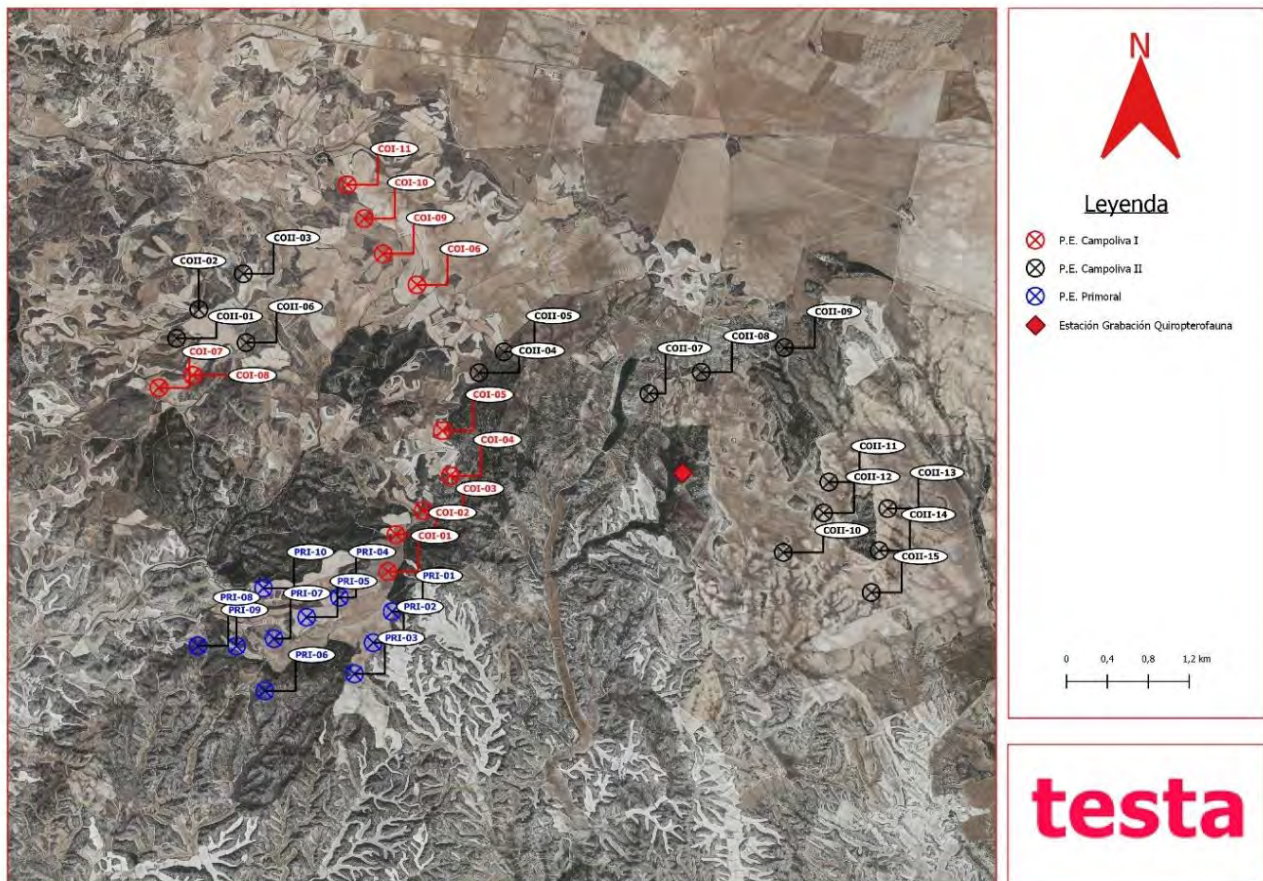 COI-11
COI-10
COI-09
COII-03
COI-06
COII-02
COII-01
COII-06
COII-05
COII-09
COII-04
COII-08
COII-07
COI-07
COI-08
COI-05
COI-04
COII-11
COII-12
COII-13
COI-03
COI-02
COII-14
COII-10
COI-01
COII-15
PRI-10
PRI-04
PRI-01
PRI-05
PRI-07
PRI-08
PRI-09
PRI-02
PRI-03
PRI-06
N
Leyenda
P.E. Campoliva I
P.E. Campoliva II
P.E. Primoral
Estación Grabación Quiropterofauna
0 0,4 0,8 1,2 km
testa